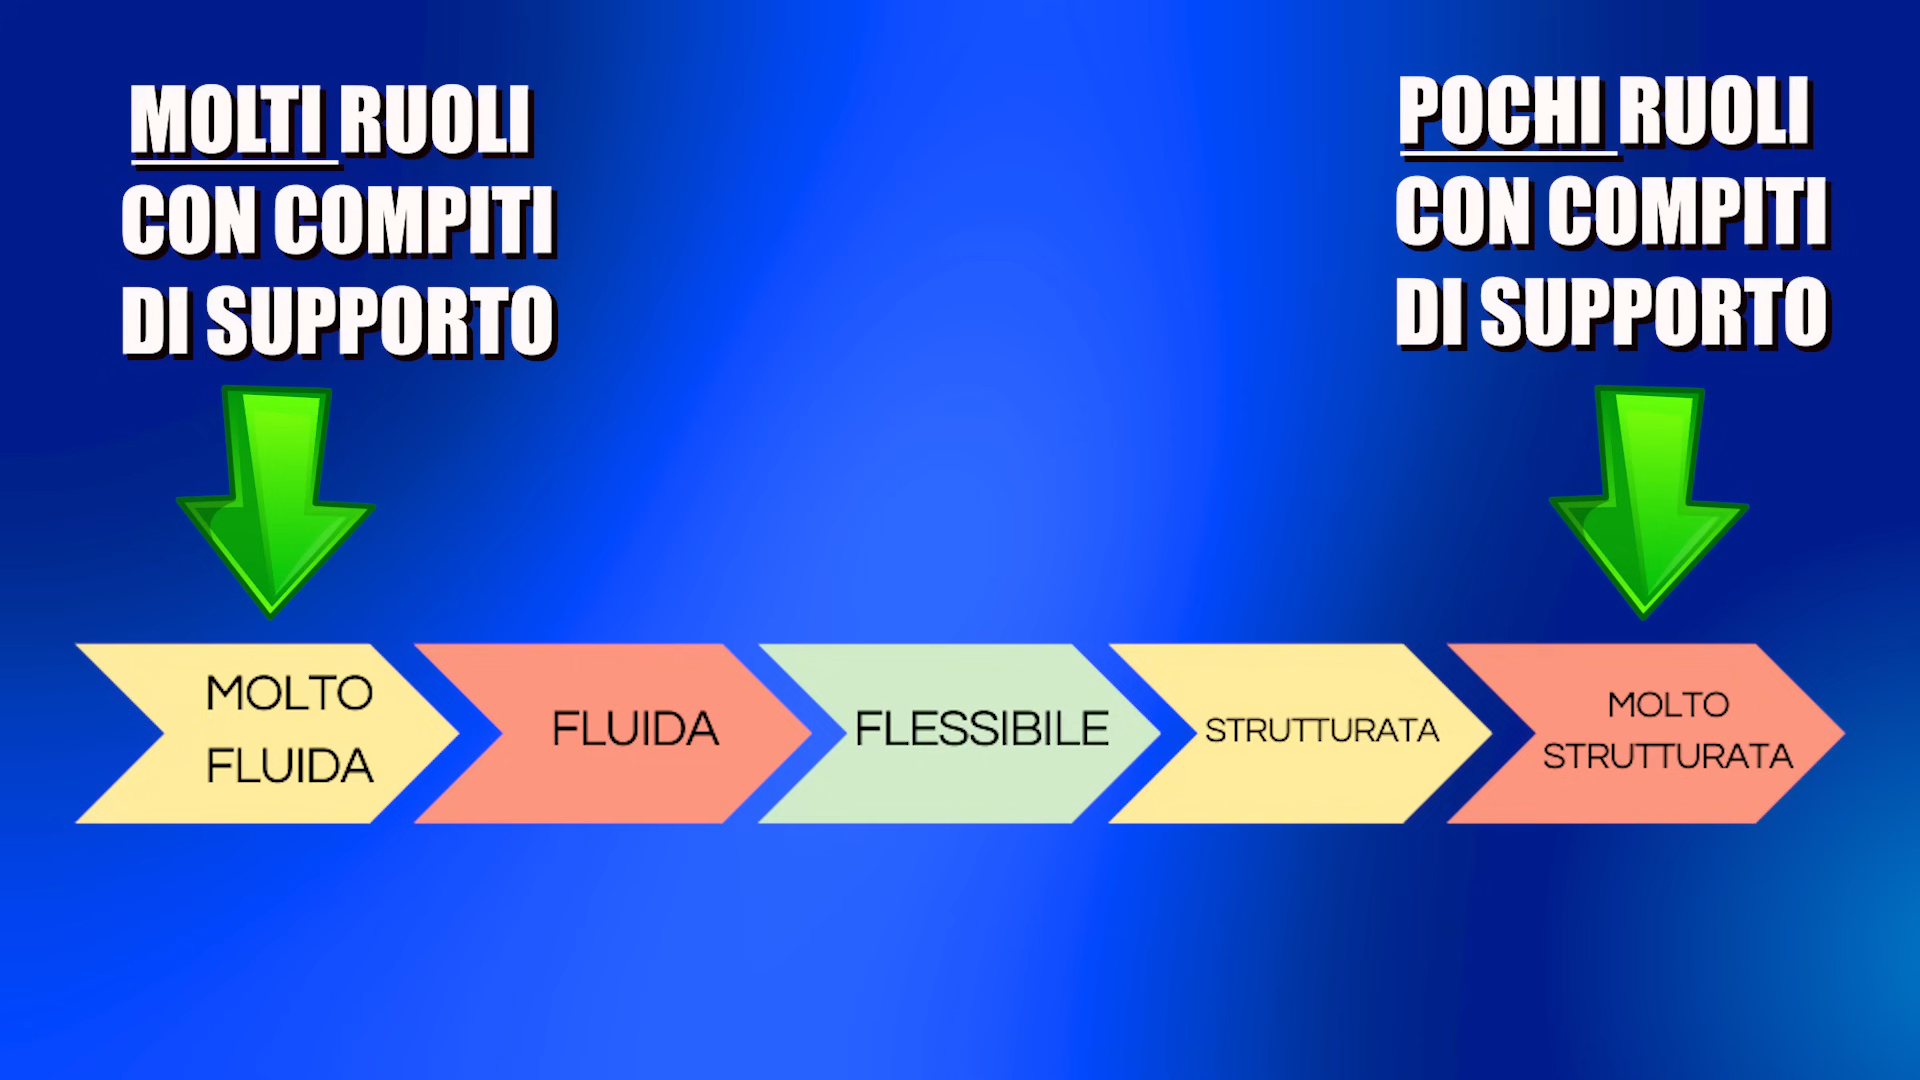 MOLTI RUOLI
CON COMPITI
DI SUPPORTO
POCHI RUOLI
CON COMPITI
DI SUPPORTO
MOLTO
FLUIDA
FLUIDA
FLESSIBILE
STRUTTURATA
MOLTO
STRUTTURATA